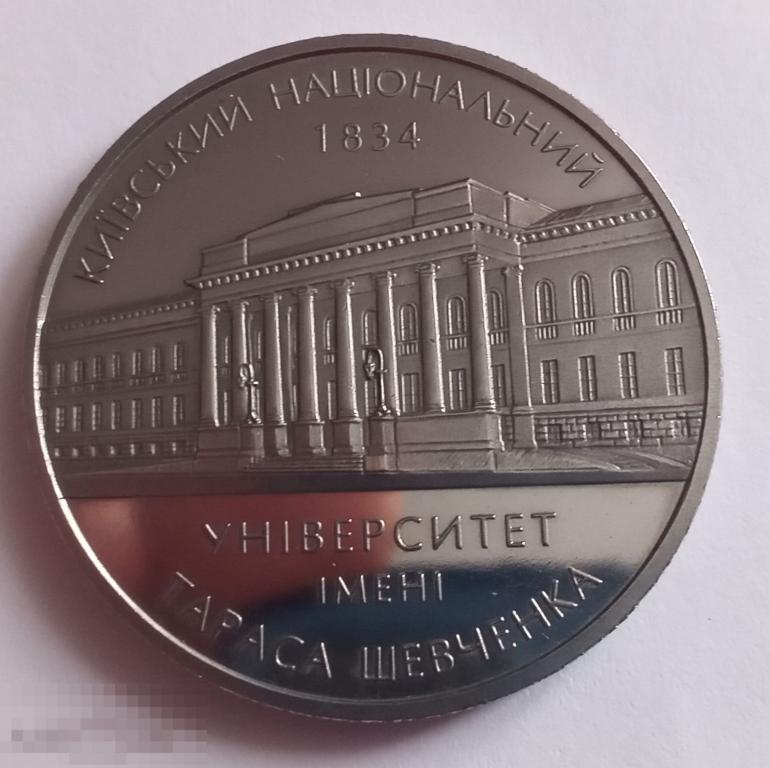 КИЇВСЬКИЙ НАЦІОНАЛЬНИЙ
1834
УНІВЕРСИТЕТ
ІМЕНІ
ТАРАСА ШЕВЧЕНКА